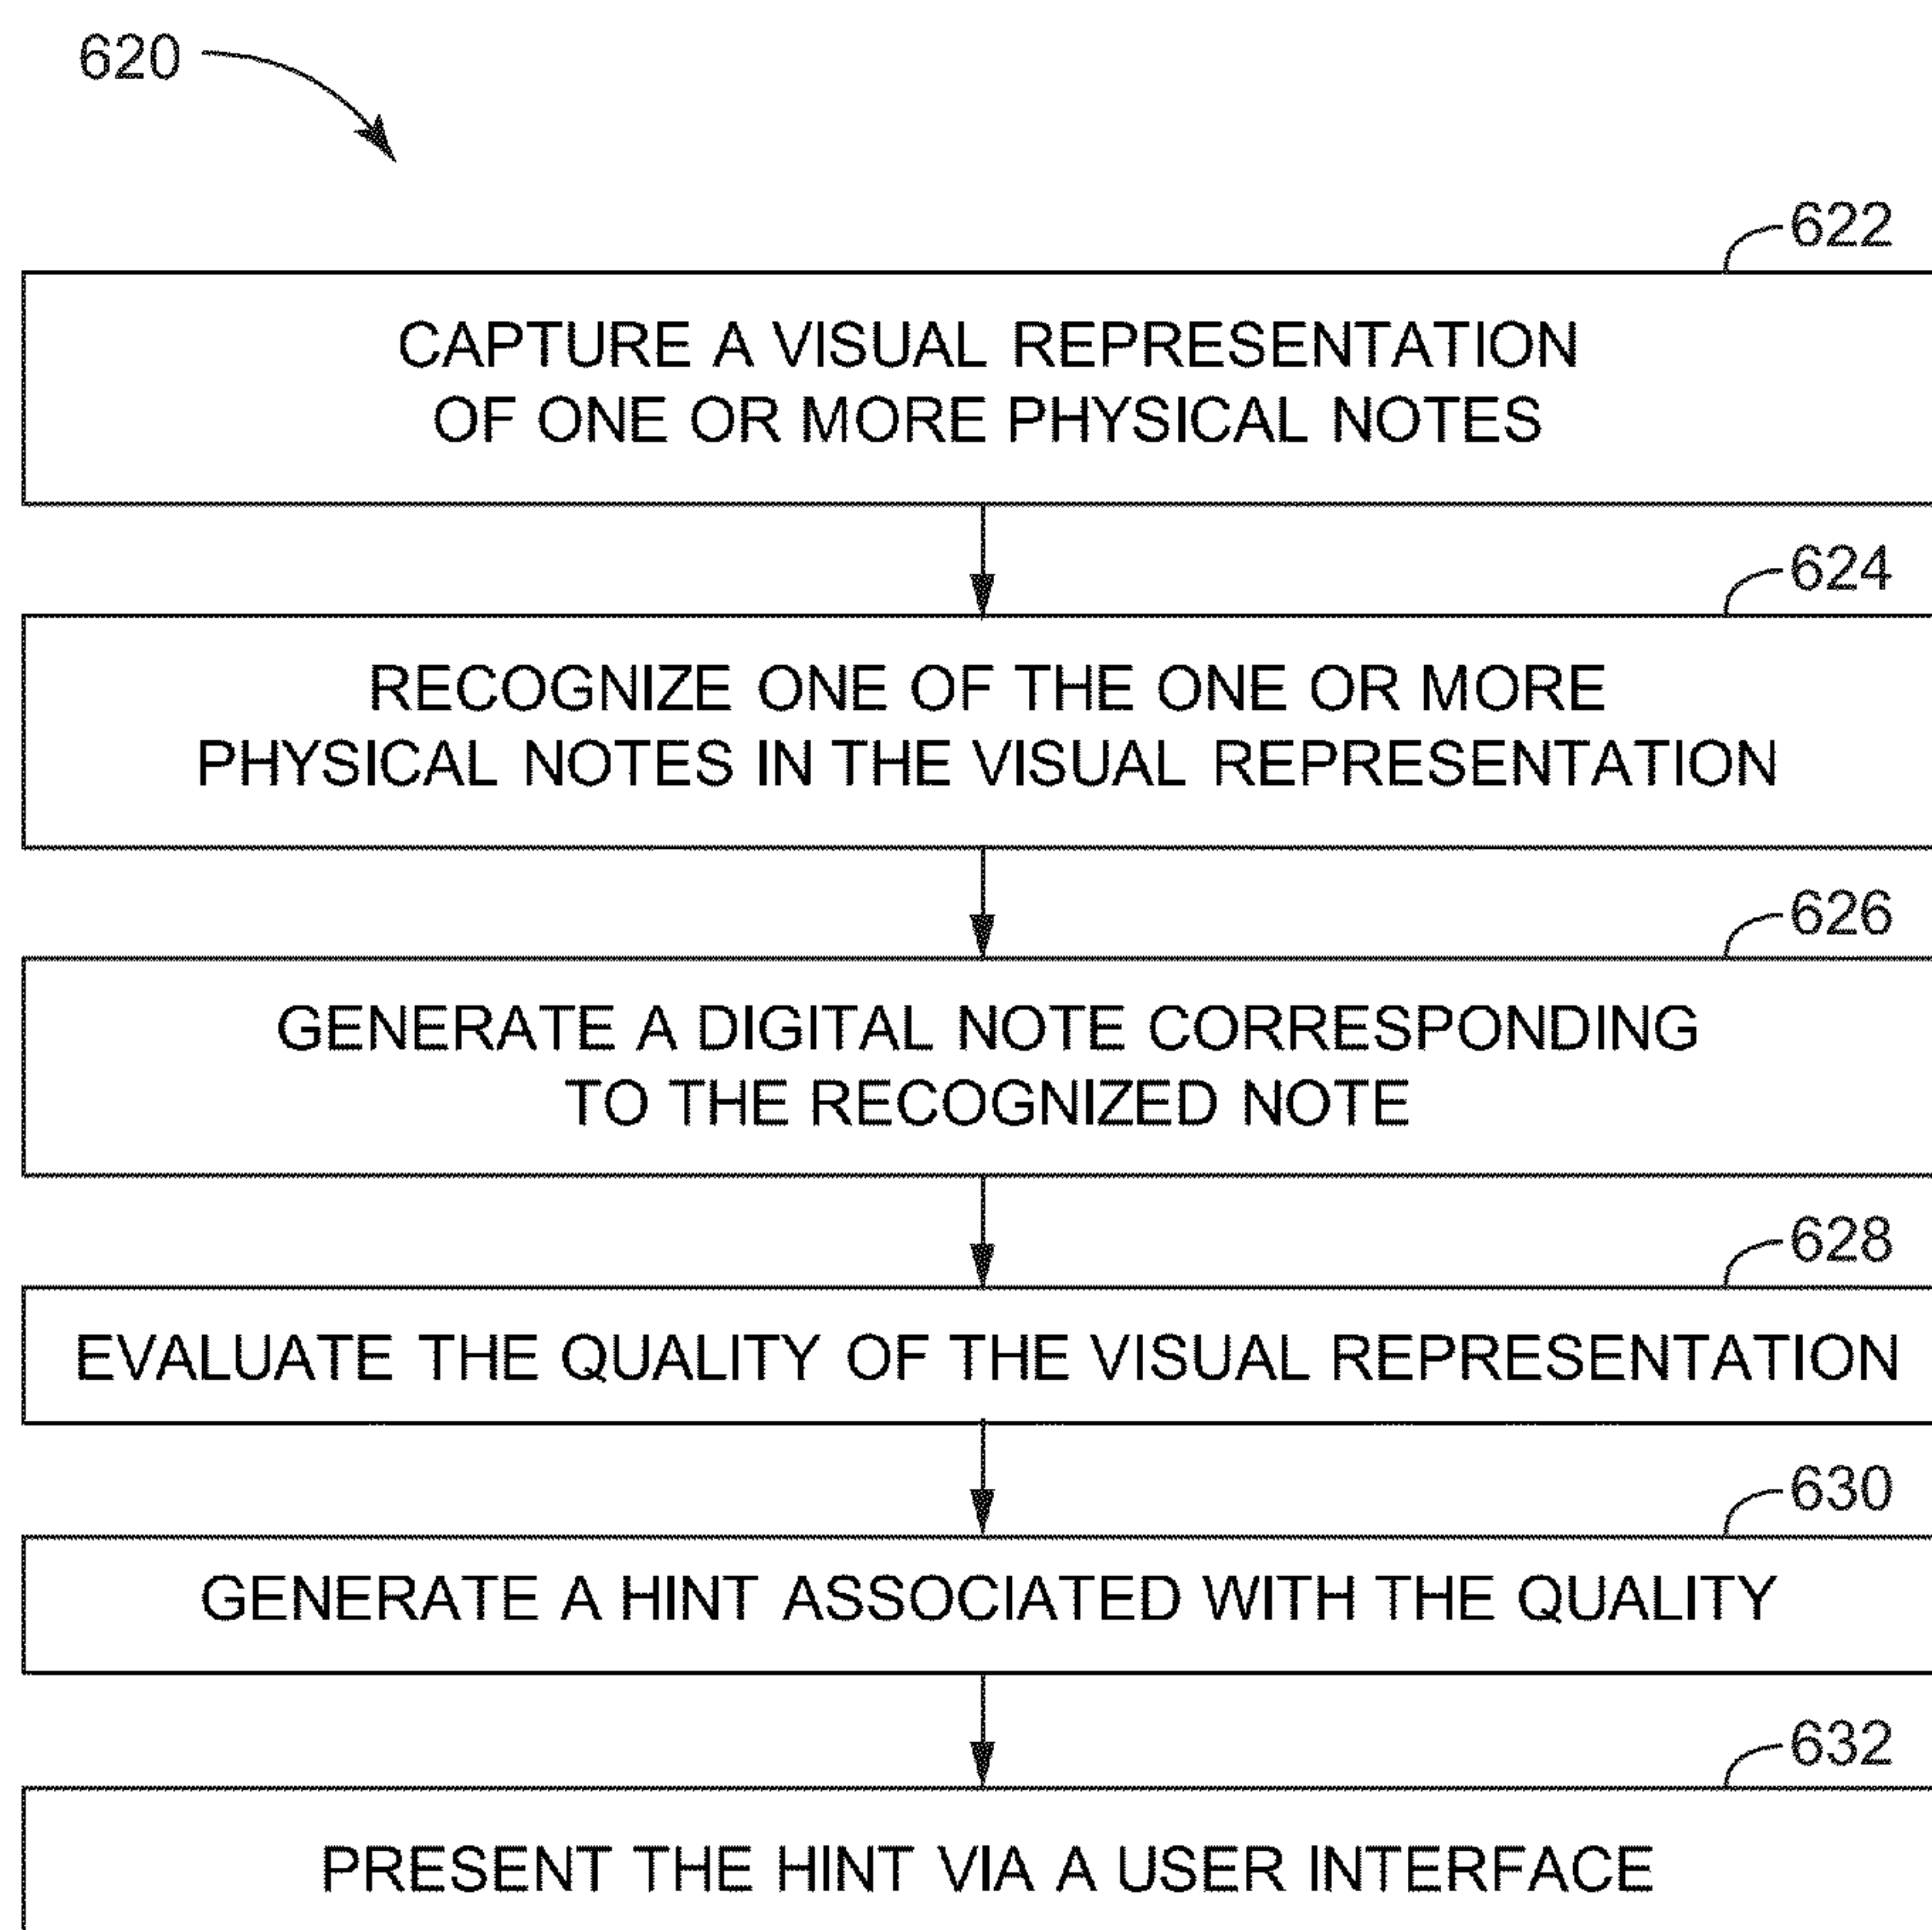 620
622
CAPTURE A VISUAL REPRESENTATION
OF ONE OR MORE PHYSICAL NOTES
624
RECOGNIZE ONE OF THE ONE OR MORE
PHYSICAL NOTES IN THE VISUAL REPRESENTATION
626
GENERATE A DIGITAL NOTE CORRESPONDING
TO THE RECOGNIZED NOTE
628
EVALUATE THE QUALITY OF THE VISUAL REPRESENTATION
630
GENERATE A HINT ASSOCIATED WITH THE QUALITY
632
PRESENT THE HINT VIA A USER INTERFACE